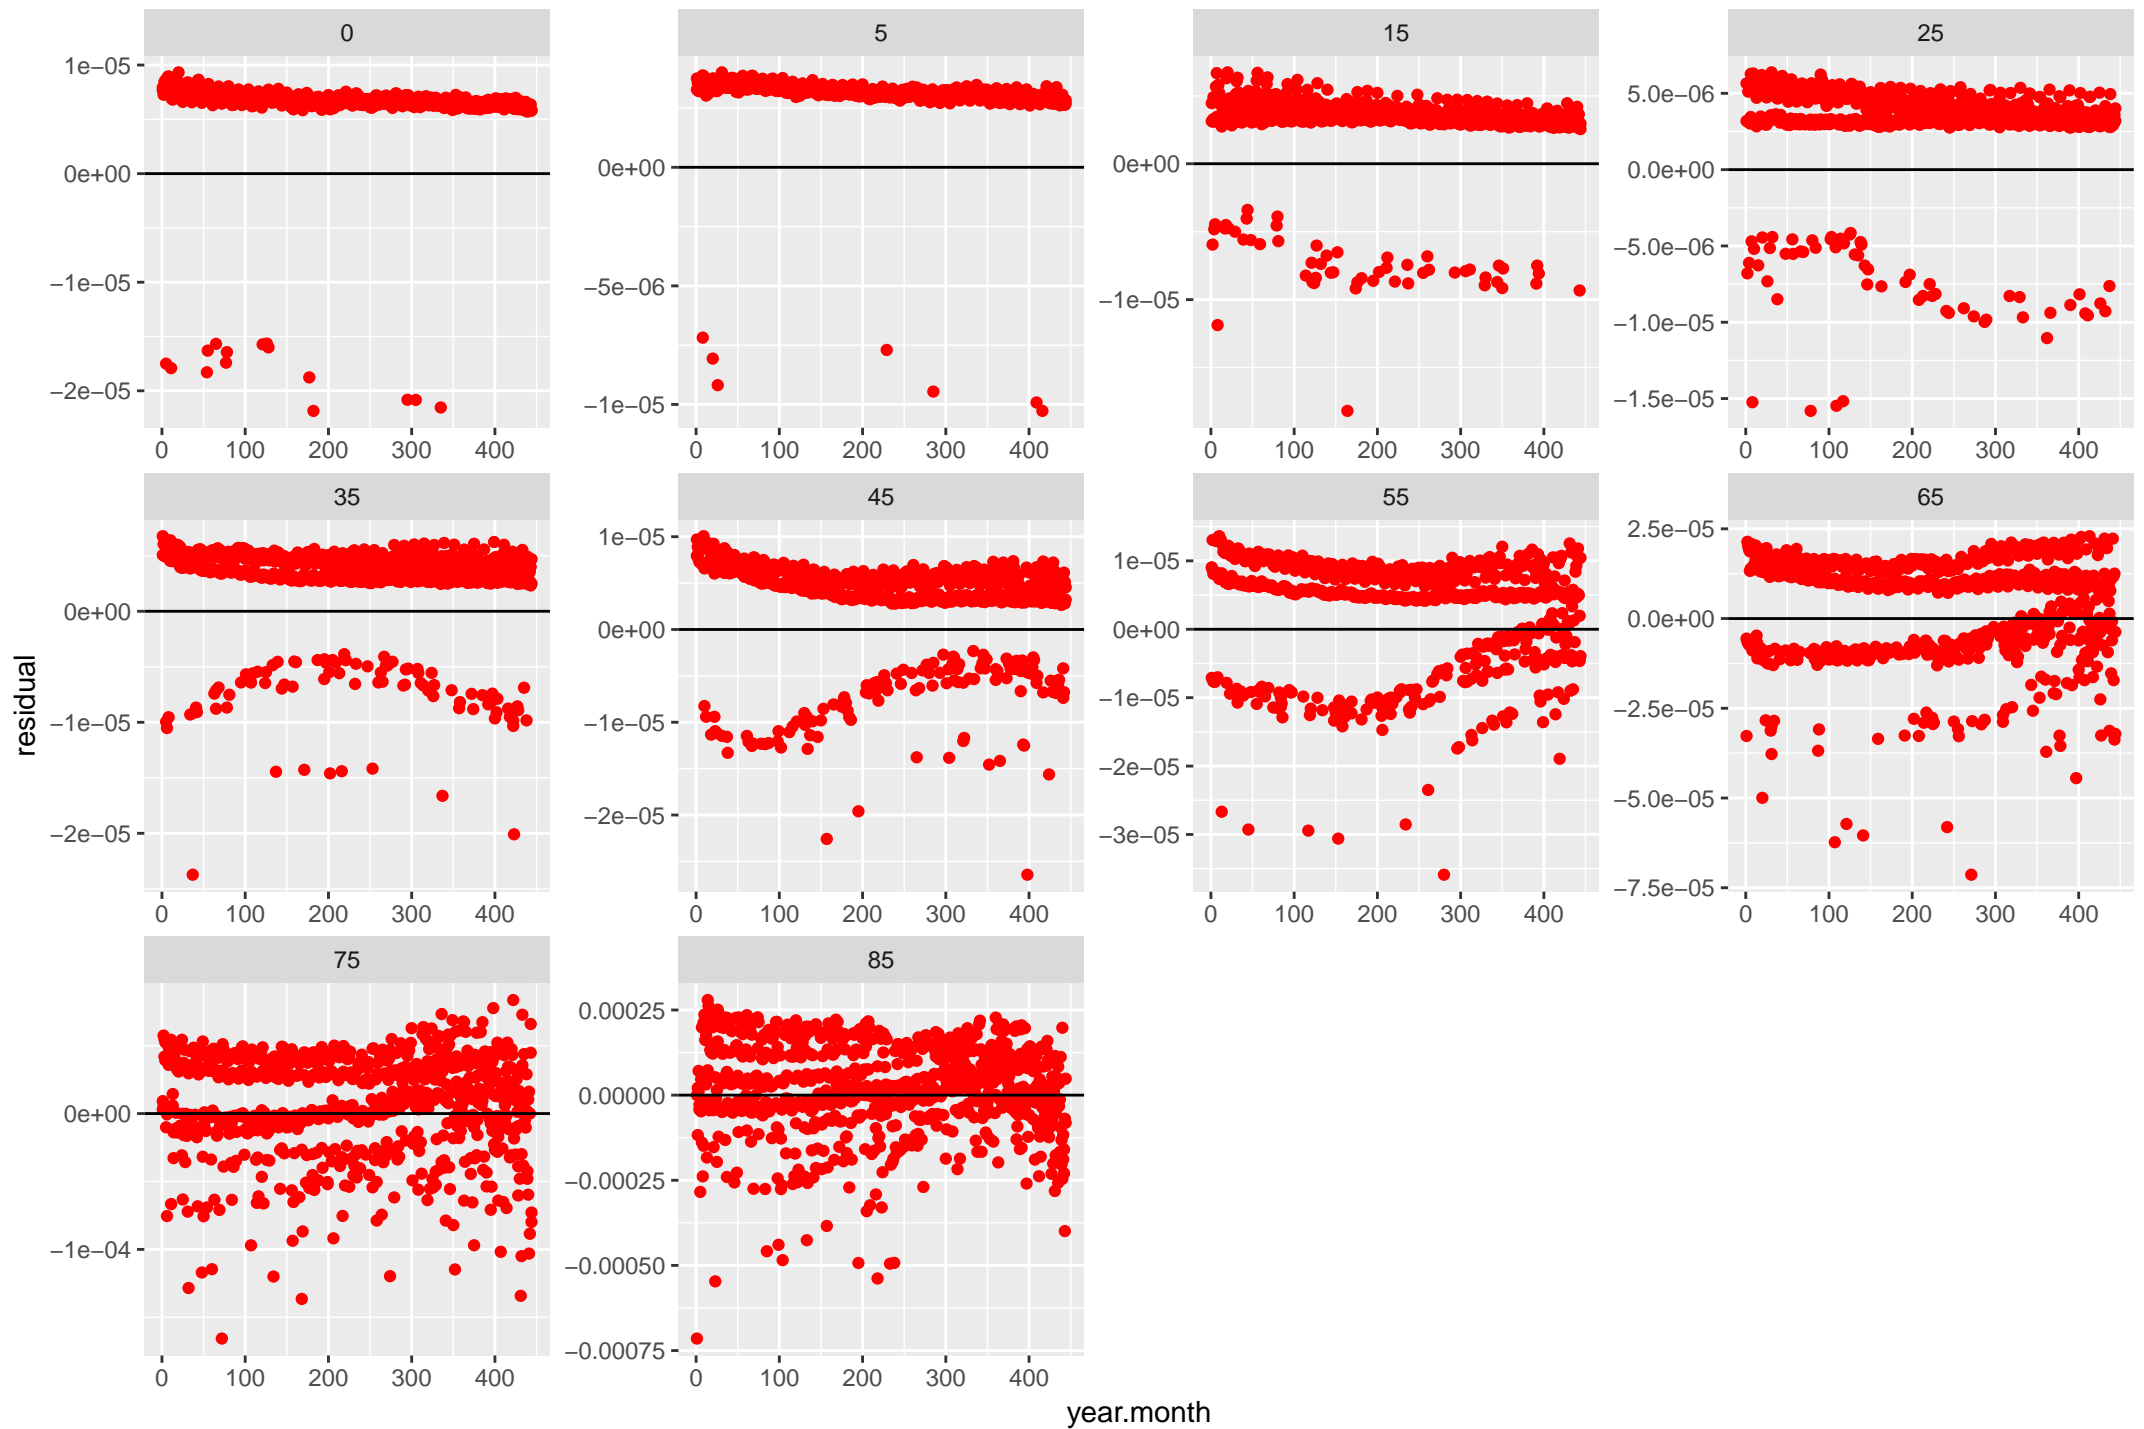 0 5 15 25
1e−05
0e+00
−1e−05
−2e−05
0e+00
−5e−06
−1e−05
0e+00
−1e−05
5.0e−06
0.0e+00
−5.0e−06
−1.0e−05
−1.5e−05
0 100 200 300 400 0 100 200 300 400 0 100 200 300 400 0 100 200 300 400
35 45 55 65
0e+00
−1e−05
−2e−05
1e−05
0e+00
−1e−05
−2e−05
1e−05
0e+00
−1e−05
−2e−05
−3e−05
2.5e−05
0.0e+00
−2.5e−05
−5.0e−05
−7.5e−05
0 100 200 300 400 0 100 200 300 400 0 100 200 300 400 0 100 200 300 400
75 85
0e+00
−1e−04
0.00025
0.00000
−0.00025
−0.00050
−0.00075
0 100 200 300 400 0 100 200 300 400
residual
year.month